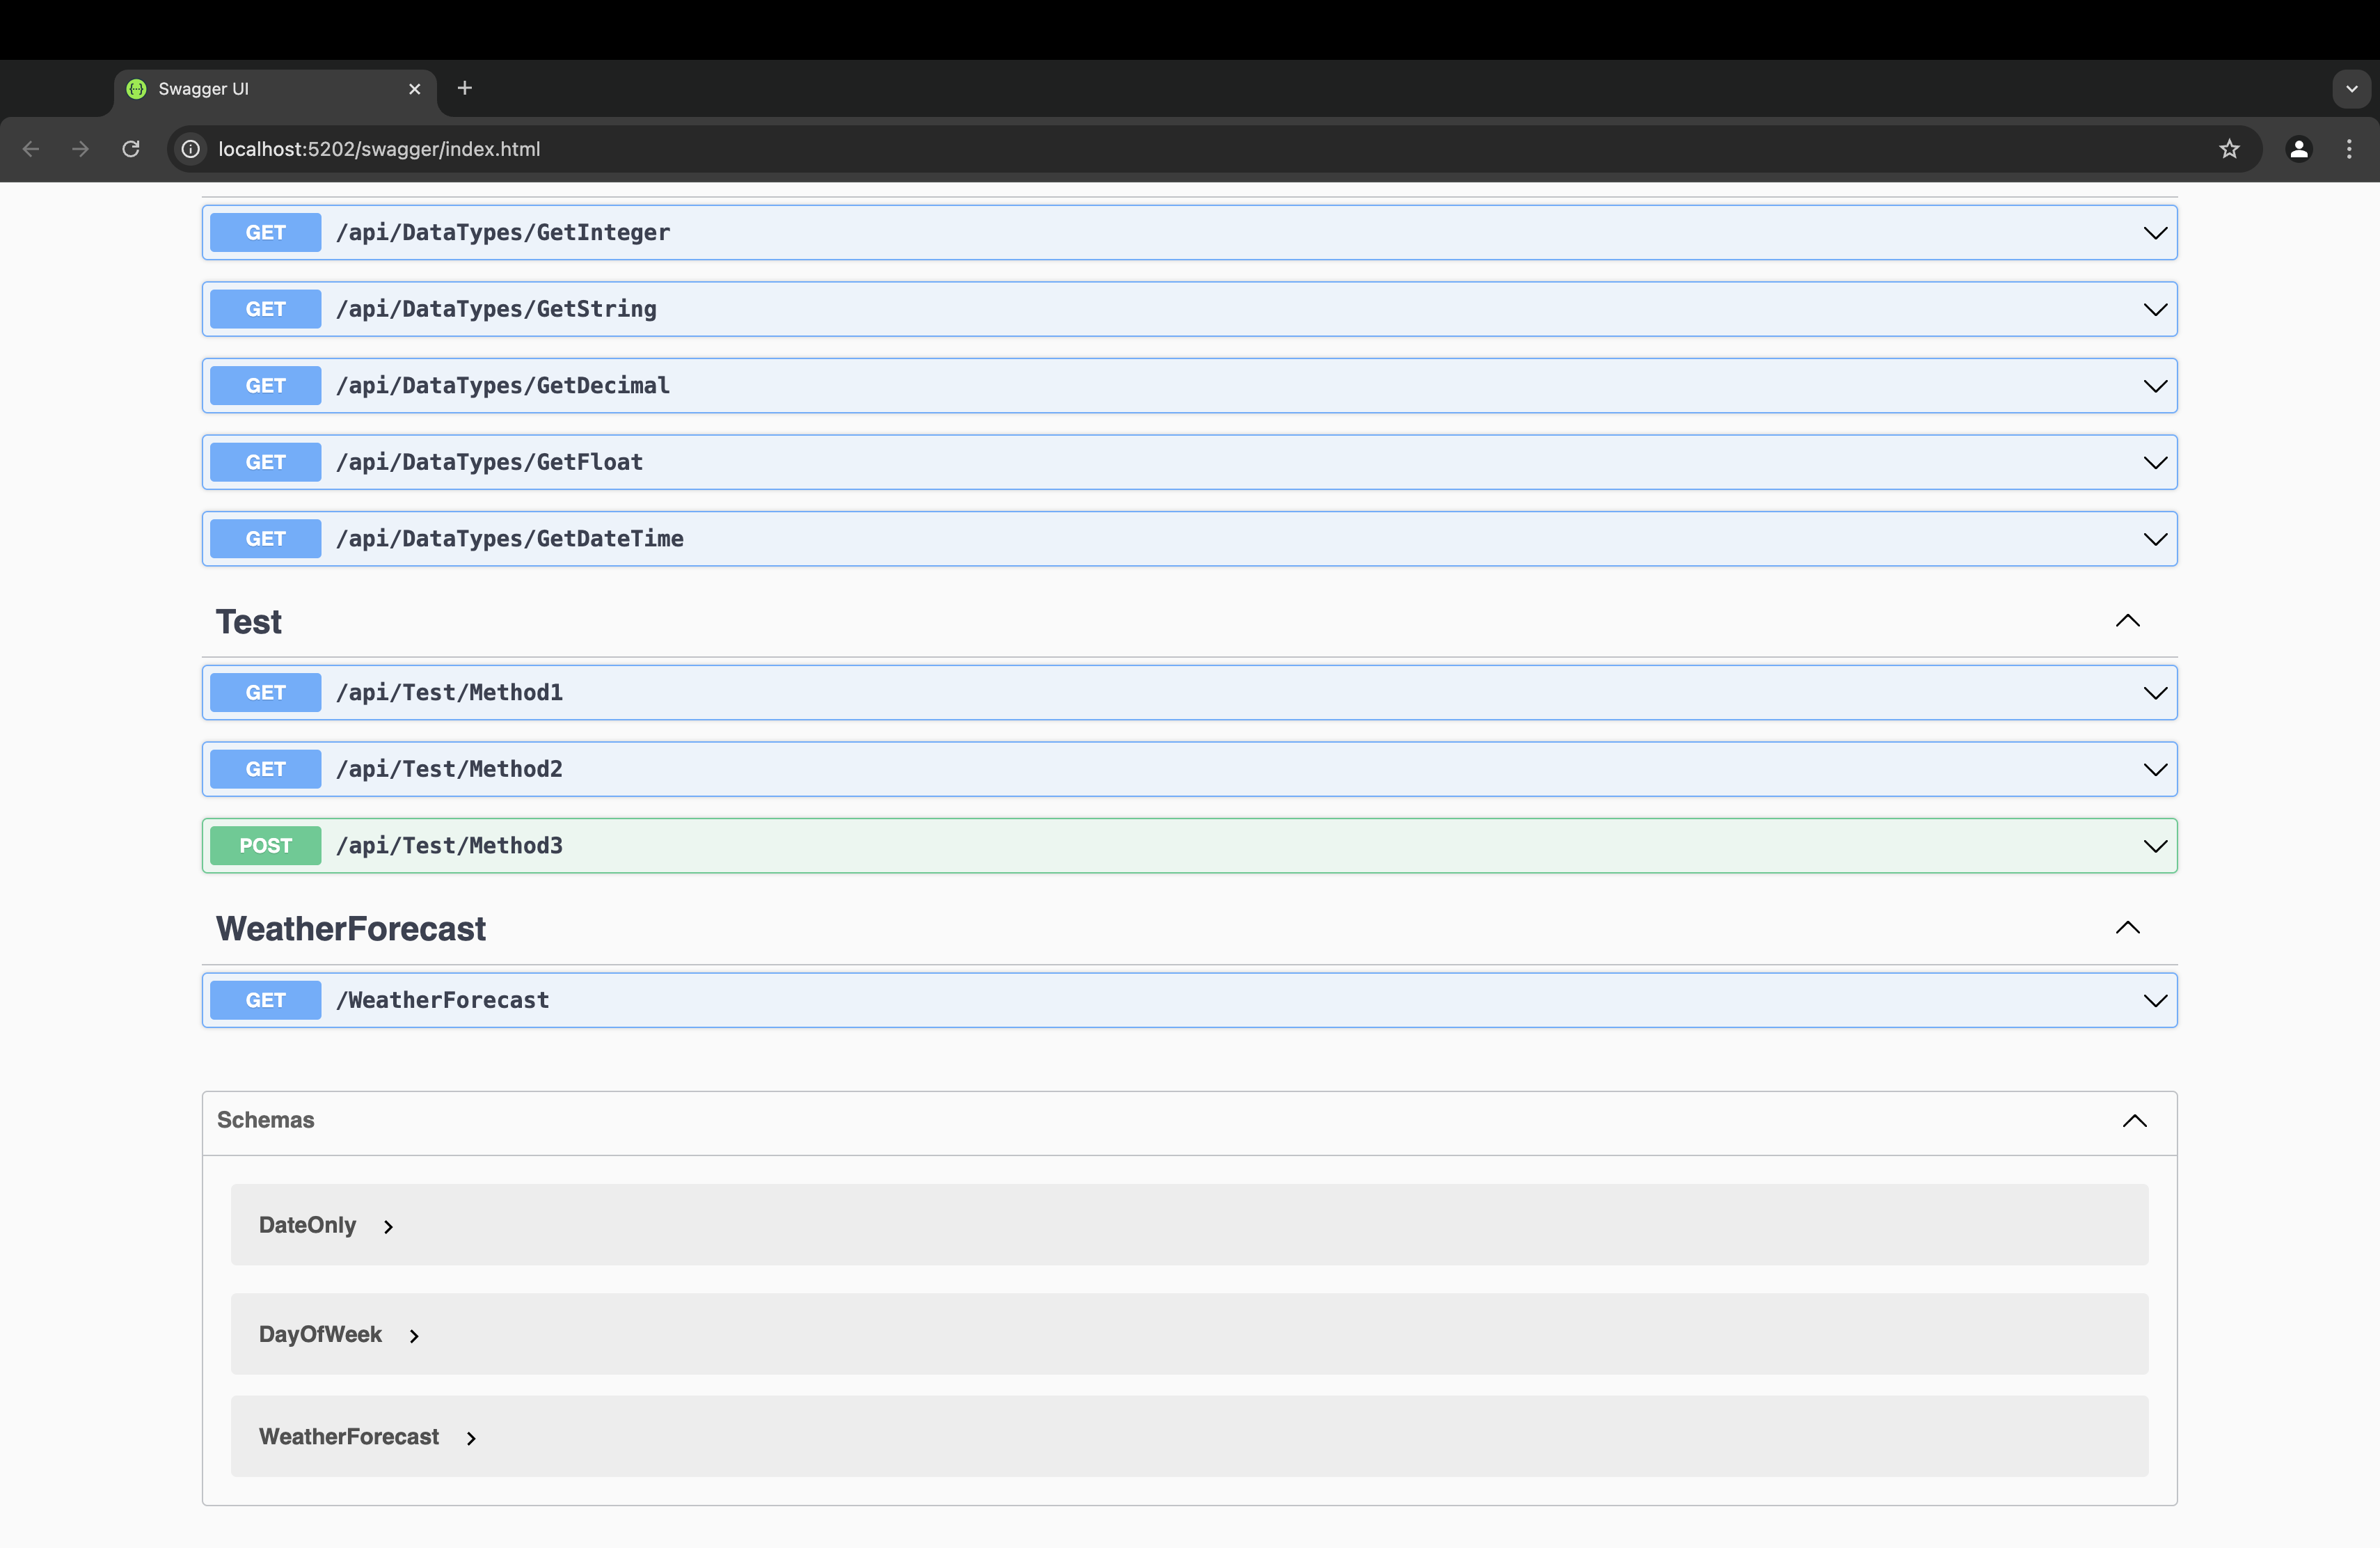 Swagger UI
localhost:5202/swagger/index.html
GET /api/DataTypes/GetInteger
GET /api/DataTypes/GetString
GET /api/DataTypes/GetDecimal
GET /api/DataTypes/GetFloat
GET /api/DataTypes/GetDateTime
Test
GET /api/Test/Method1
GET /api/Test/Method2
POST /api/Test/Method3
WeatherForecast
GET /WeatherForecast
Schemas
DateOnly
DayOfWeek
WeatherForecast